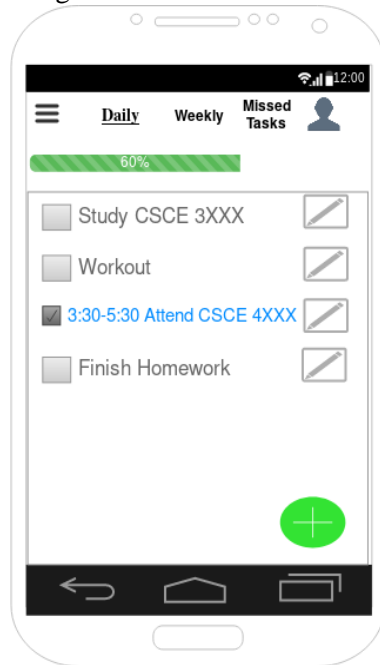 12:00
Daily Weekly Missed Tasks
60%
Study CSCE 3XXX
Workout
3:30-5:30 Attend CSCE 4XXX
Finish Homework